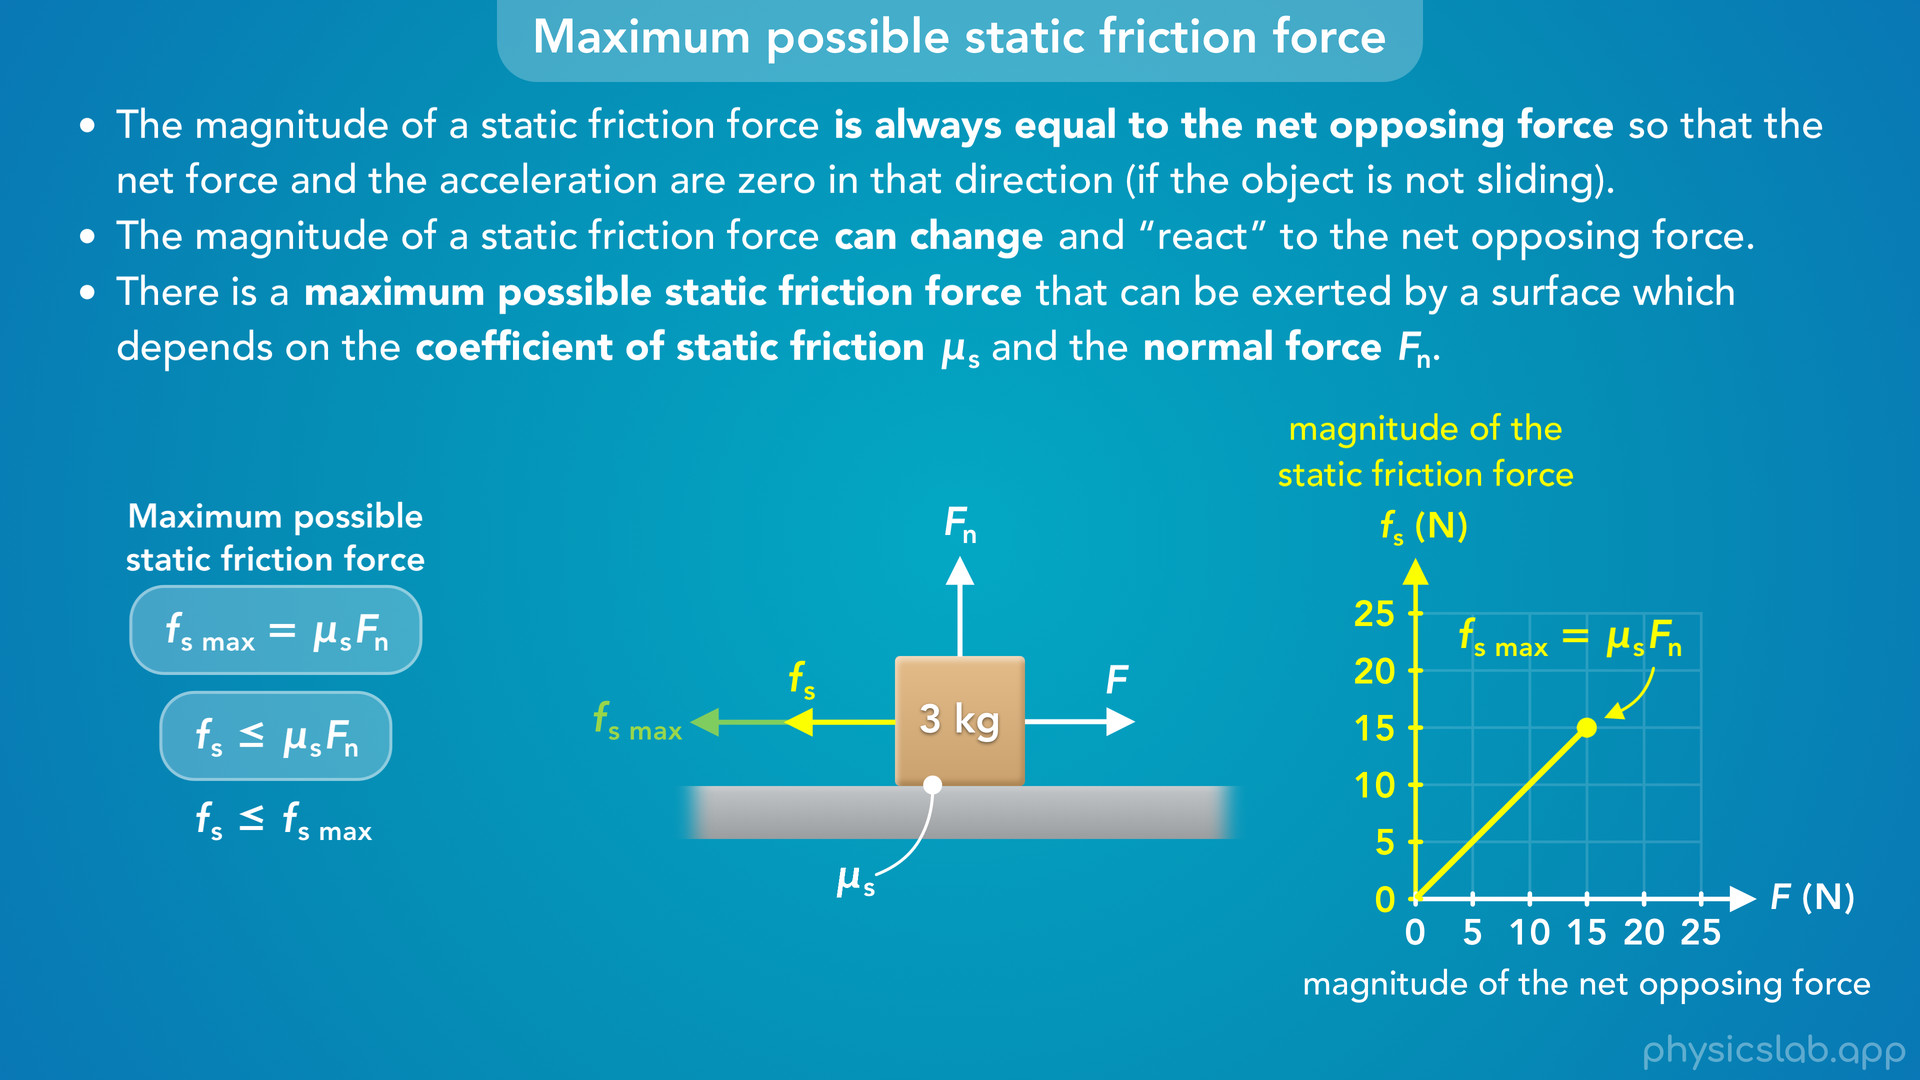 Maximum possible static friction force
• The magnitude of a static friction force is always equal to the net opposing force so that the
net force and the acceleration are zero in that direction (if the object is not sliding).
• The magnitude of a static friction force can change and “react” to the net opposing force.
• There is a maximum possible static friction force that can be exerted by a surface which
depends on the coefficient of static friction μs and the normal force Fn.
Maximum possible
static friction force
fs max = μsFn
fs ≤ μsFn
fs ≤ fs max
Fn
fs max
fs
3 kg
F
μs
magnitude of the
static friction force
fs (N)
25
20
15
10
5
0
fs max = μsFn
F (N)
0 5 10 15 20 25
magnitude of the net opposing force
physicslab.app